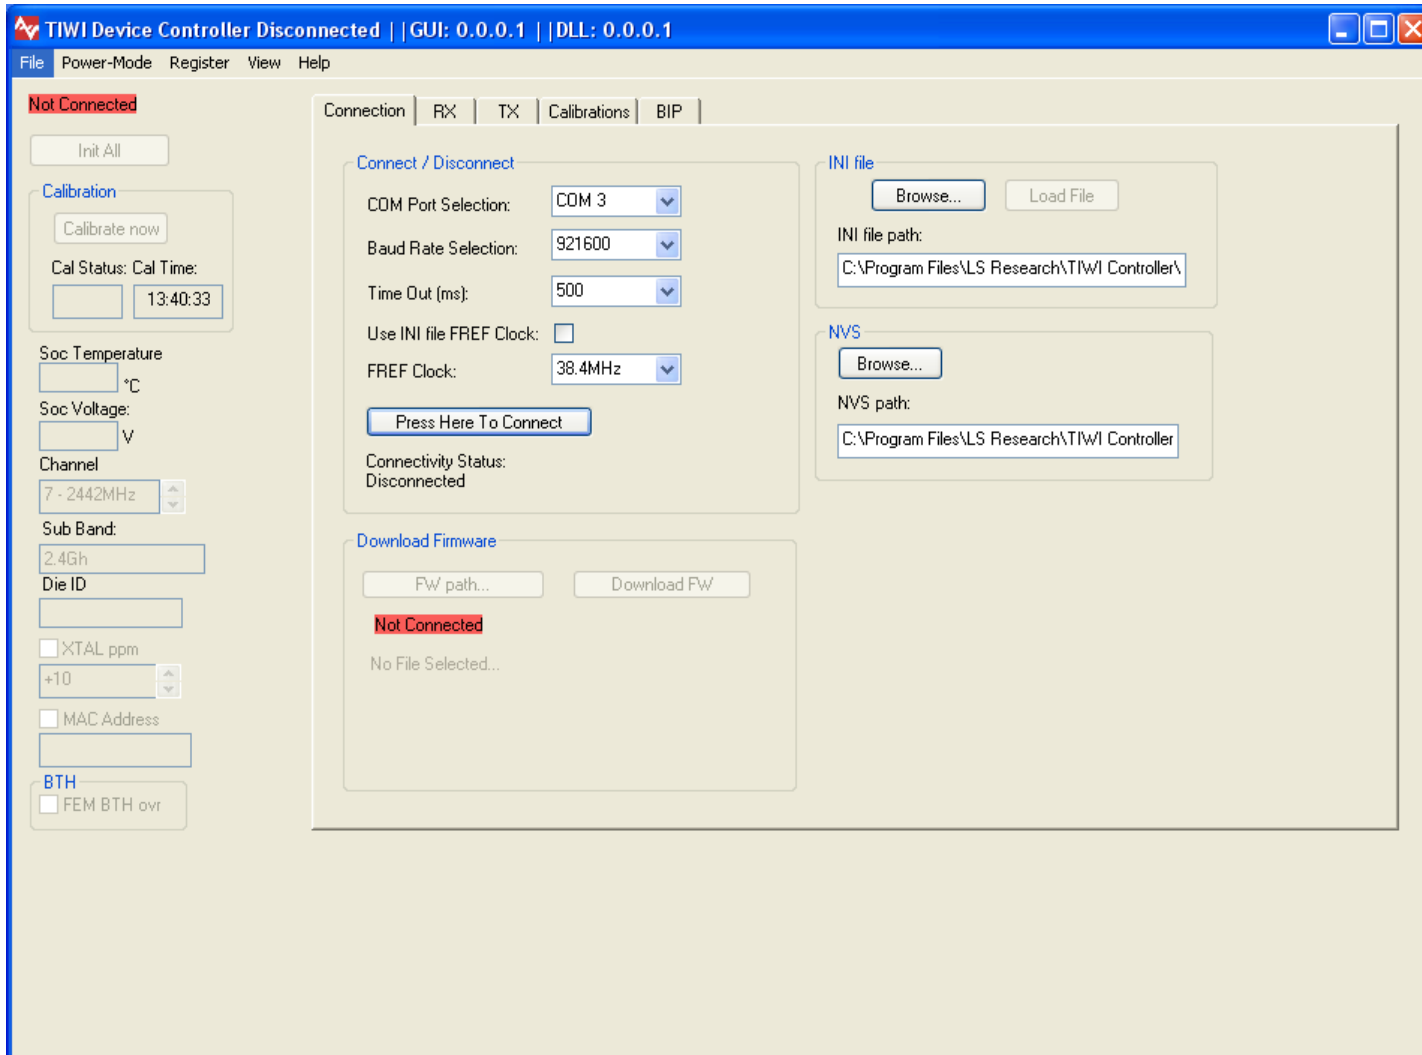 TIWI Device Controller Disconnected | |GUI: 0.0.0.1 | |DLL: 0.0.0.1
File Power-Mode Register View Help
Not Connected
Init All
Calibration
Calibrate now
Cal Status: Cal Time:
13:40:33
Soc Temperature
°C
Soc Voltage:
V
Channel
7 - 2442MHz
Sub Band:
2.4Gh
Die ID
XTAL ppm
+10
MAC Address
BTH
FEM BTH ovr
Connection RX TX Calibrations BIP
Connect / Disconnect
COM Port Selection: COM 3
Baud Rate Selection: 921600
Time Out (ms): 500
Use INI file FREF Clock:
FREF Clock: 38.4MHz
Press Here To Connect
Connectivity Status:
Disconnected
Download Firmware
FW path... Download FW
Not Connected
No File Selected...
INI file
Browse... Load File
INI file path:
C:\Program Files\LS Research\TIWI Controller\
NVS
Browse...
NVS path:
C:\Program Files\LS Research\TIWI Controller